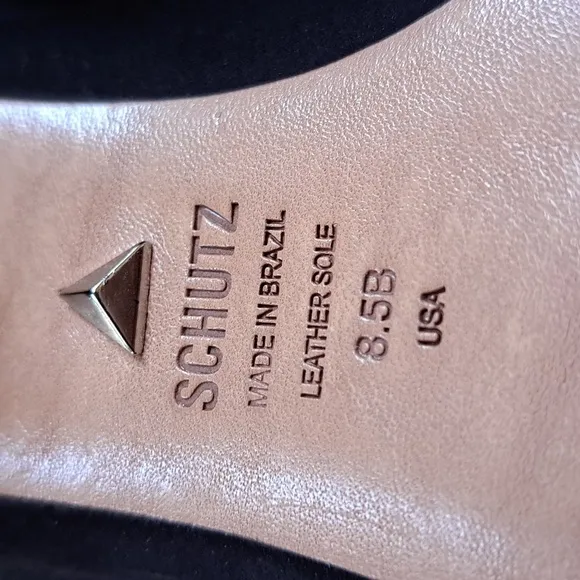 SCHUTZ
MADE IN BRAZIL
LEATHER SOLE
8.5B
USA